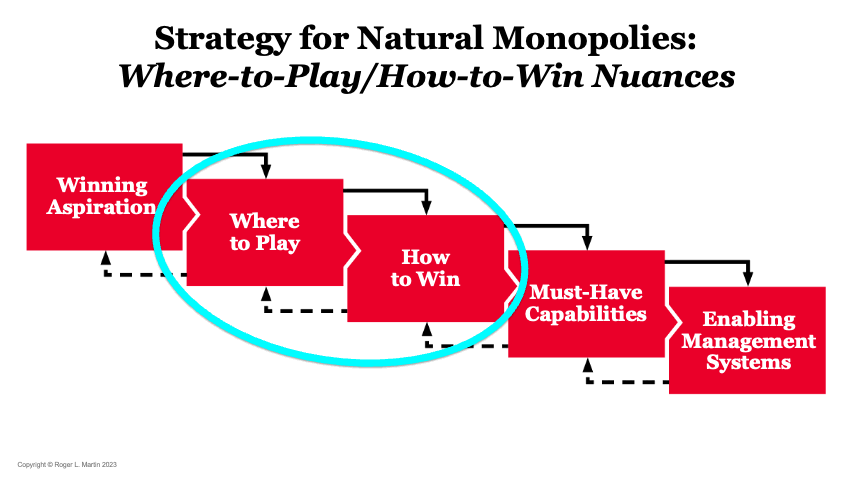 Strategy for Natural Monopolies:
Where-to-Play/How-to-Win Nuances
Winning
Aspiration
Where
to Play
How
to Win
Must-Have
Capabilities
Enabling
Management
Systems
Copyright © Roger L. Martin 2023